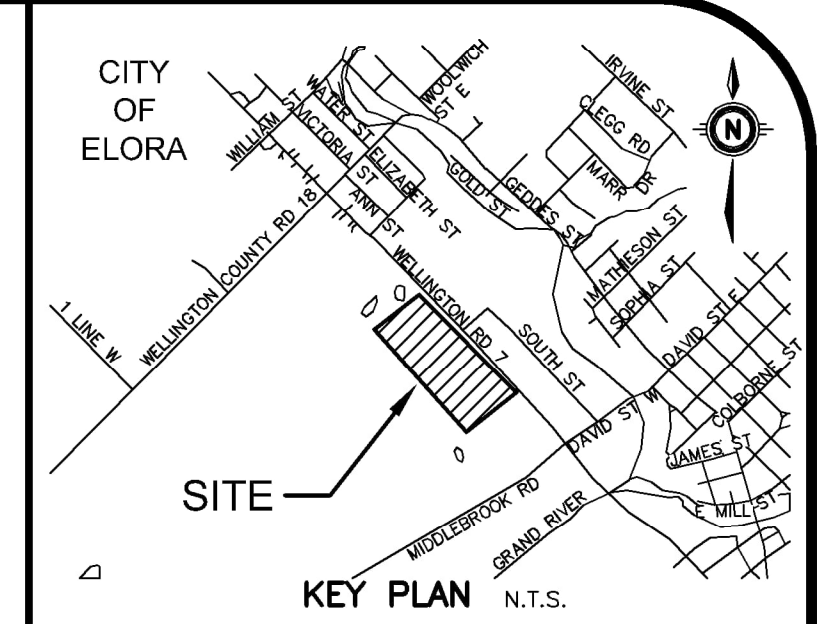 CITY
OF
ELORA
N
WOOLWICH
ST E
IRVINE ST
CLEGG RD
MARR DR
WATER ST
WILLIAM ST
VICTORIA ST
ELIZABETH ST
ANN ST
GOLD ST
GEDDES ST
MATHIESON ST
SOPHIA ST
WELLINGTON COUNTY RD 18
WELLINGTON RD 7
1 LINE W
SOUTH ST
DAVID ST E
DAVID ST W
COLBORNE ST
JAMES ST
E MILL ST
SITE
MIDDLEBROOK RD
GRAND RIVER
KEY PLAN N.T.S.